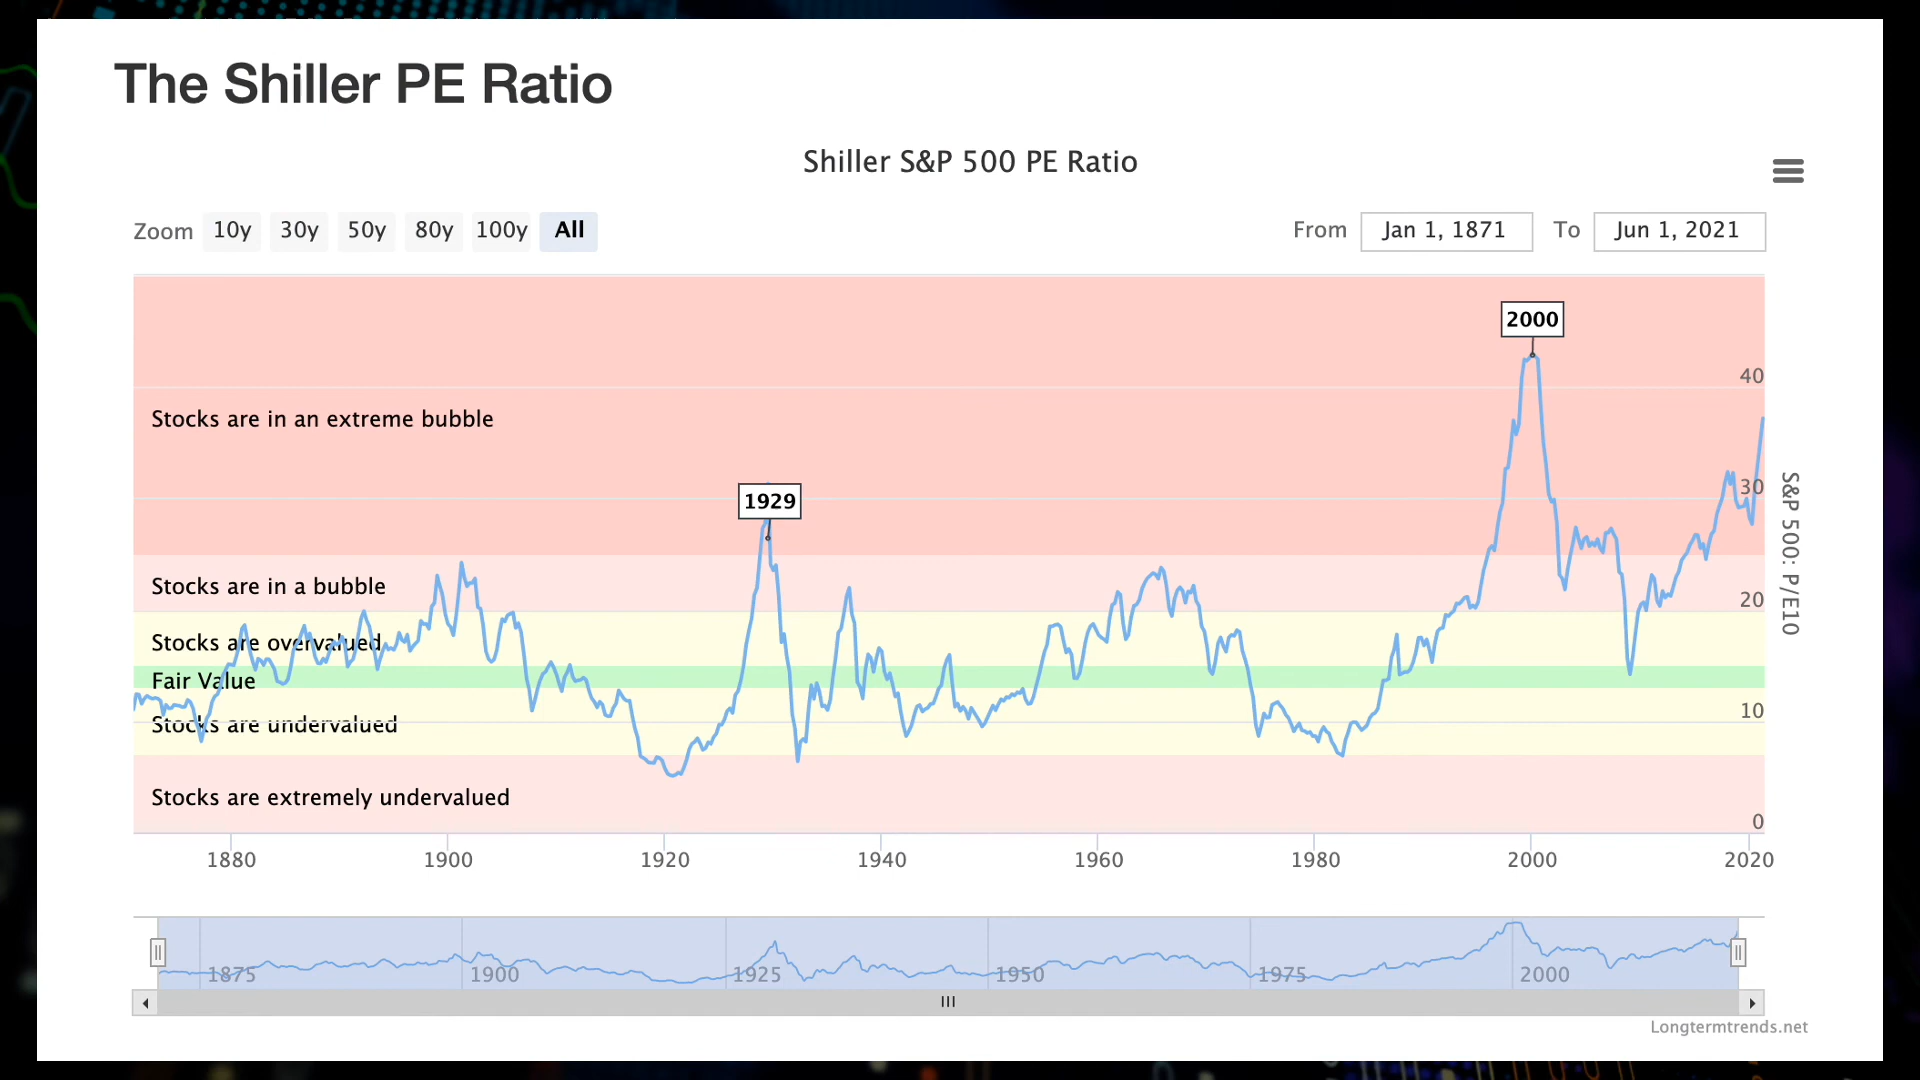 The Shiller PE Ratio
Shiller S&P 500 PE Ratio
Zoom 10y 30y 50y 80y 100y All From Jan 1, 1871 To Jun 1, 2021
2000
40
Stocks are in an extreme bubble
30
1929
S&P 500: P/E10
Stocks are in a bubble
20
Stocks are overvalued
Fair Value
10
Stocks are undervalued
Stocks are extremely undervalued
0
1880 1900 1920 1940 1960 1980 2000 2020
1875 1900 1925 1950 1975 2000
Longtermtrends.net